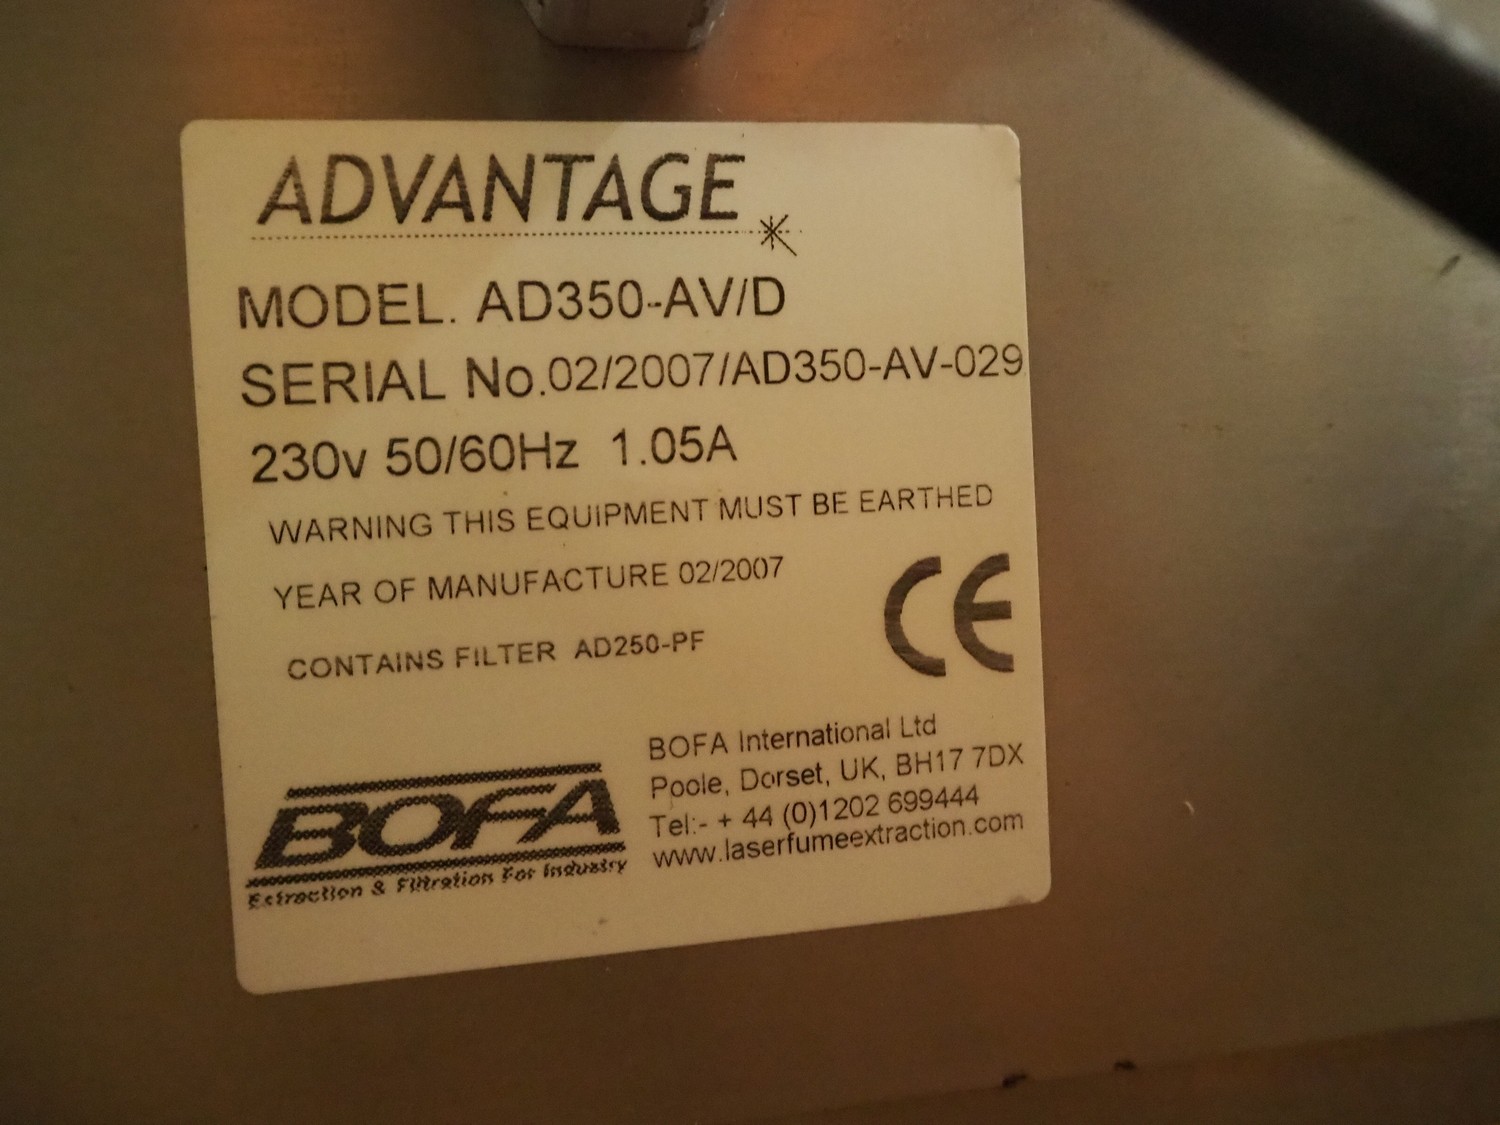 ADVANTAGE
MODEL. AD350-AV/D
SERIAL No.02/2007/AD350-AV-029
230v 50/60Hz 1.05A
WARNING THIS EQUIPMENT MUST BE EARTHED
YEAR OF MANUFACTURE 02/2007
CONTAINS FILTER AD250-PF
CE
BOFA
Extraction & Filtration For Industry
BOFA International Ltd
Poole, Dorset, UK, BH17 7DX
Tel:- + 44 (0)1202 699444
www.laserfumeextraction.com